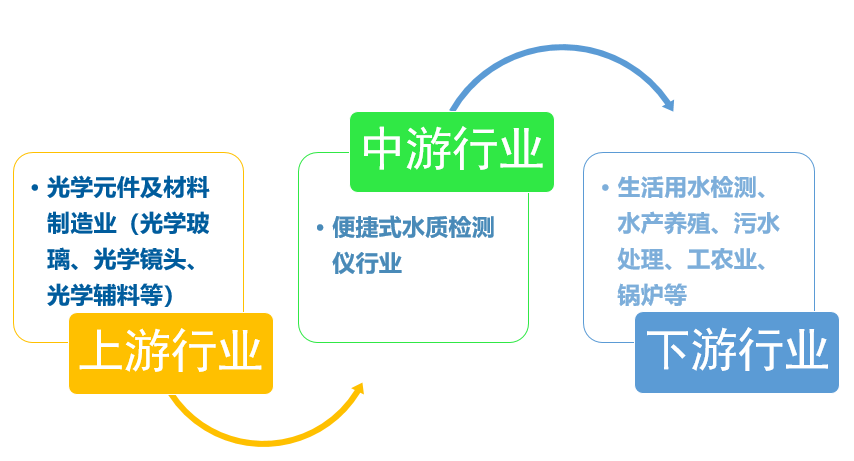 • 光学元件及材料
制造业（光学玻
璃、光学镜头、
光学辅料等）
上游行业
中游行业
• 便捷式水质检测
仪行业
• 生活用水检测、
水产养殖、污水
处理、工农业、
锅炉等
下游行业